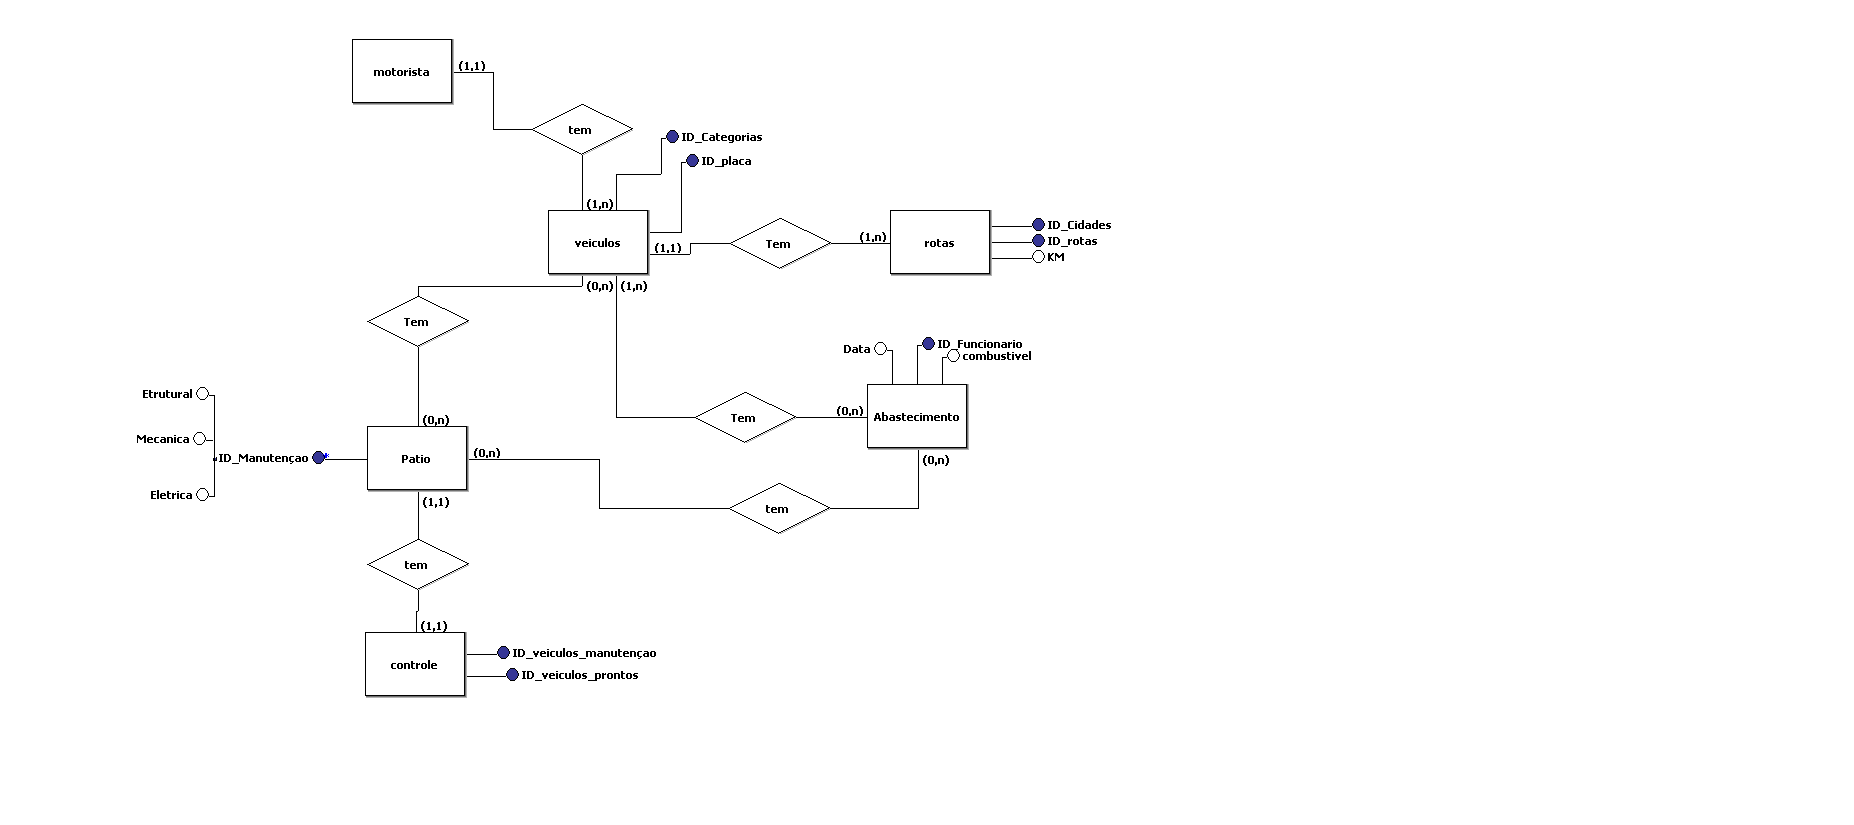 motorista
(1,1)
tem
ID_Categorias
ID_placa
(1,n)
veiculos
(1,1)
Tem
(1,n)
rotas
ID_Cidades
ID_rotas
KM
(0,n)
(1,n)
Tem
Data
ID_Funcionario
combustivel
Etrutural
Mecanica
ID_Manutençao
*
Eletrica
(0,n)
Patio
(0,n)
Tem
(0,n)
Abastecimento
(0,n)
(1,1)
tem
tem
(1,1)
controle
ID_veiculos_manutençao
ID_veiculos_prontos